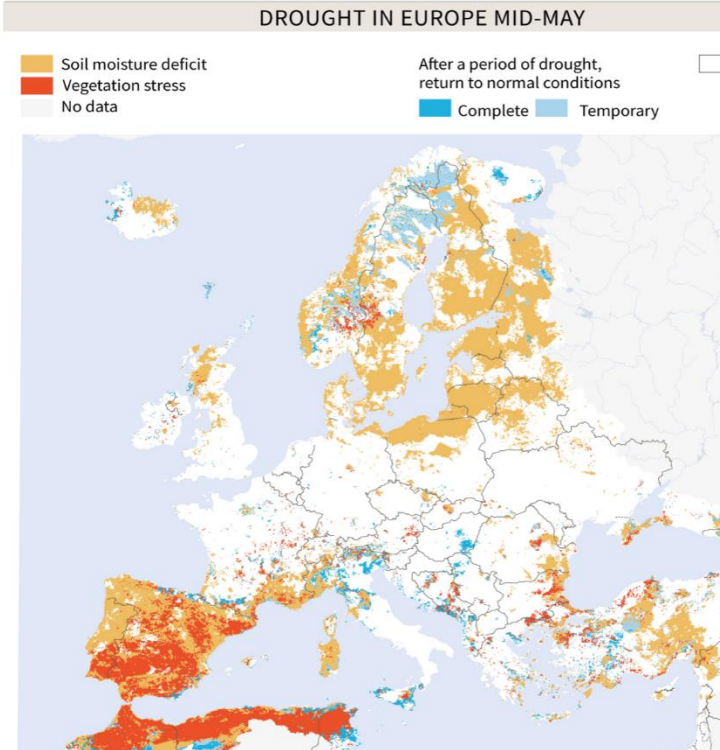 DROUGHT IN EUROPE MID-MAY
Soil moisture deficit
Vegetation stress
No data
After a period of drought,
return to normal conditions
Complete
Temporary